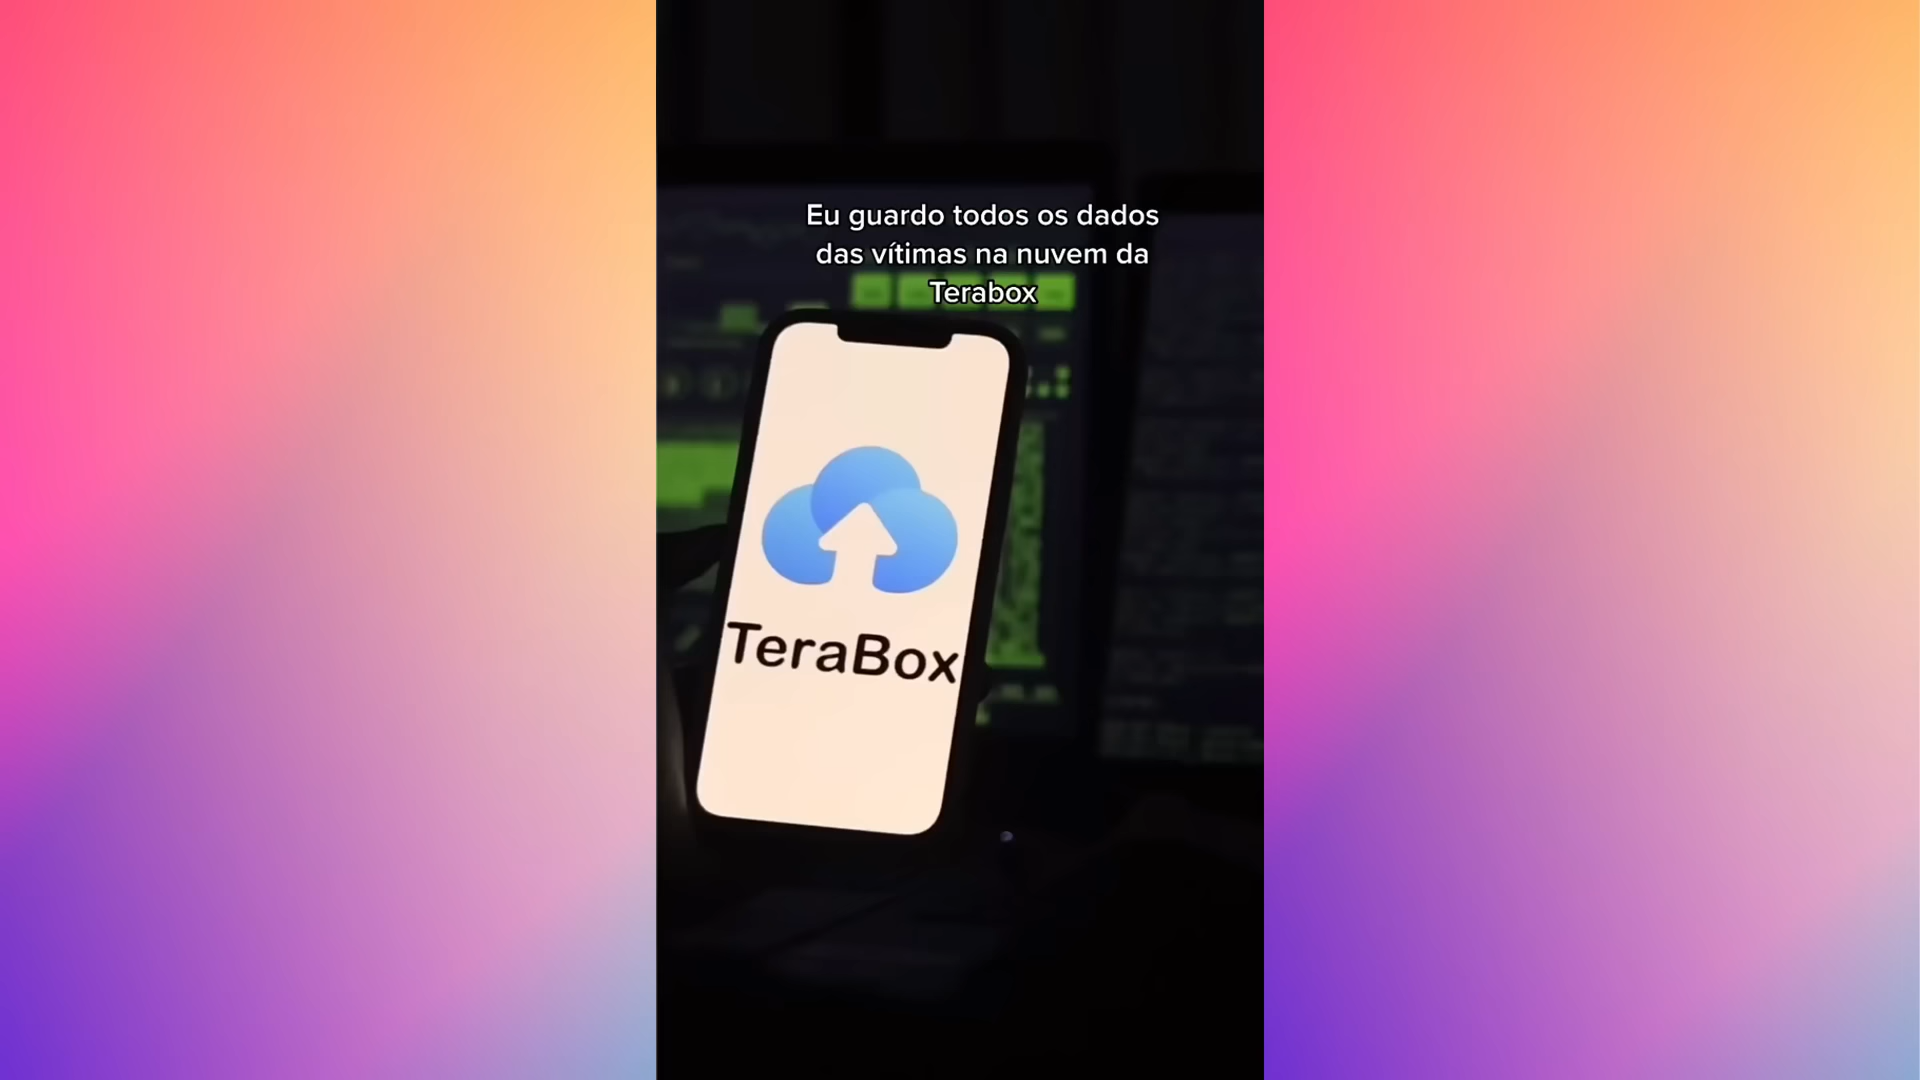 Eu guardo todos os dados
das vítimas na nuvem da
Terabox
TeraBox